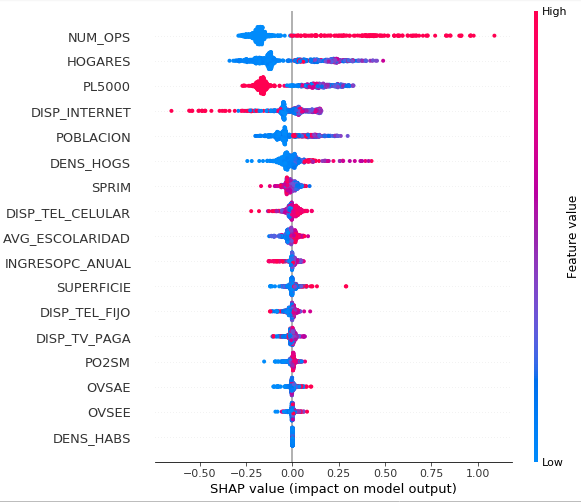 High
NUM_OPS
HOGARES
PL5000
DISP_INTERNET
POBLACION
DENS_HOGS
SPRIM
DISP_TEL_CELULAR
AVG_ESCOLARIDAD
INGRESOPC_ANUAL
SUPERFICIE
DISP_TEL_FIJO
DISP_TV_PAGA
PO2SM
OVSAE
OVSEE
DENS_HABS
Feature value
Low
−0.50 −0.25 0.00 0.25 0.50 0.75 1.00
SHAP value (impact on model output)